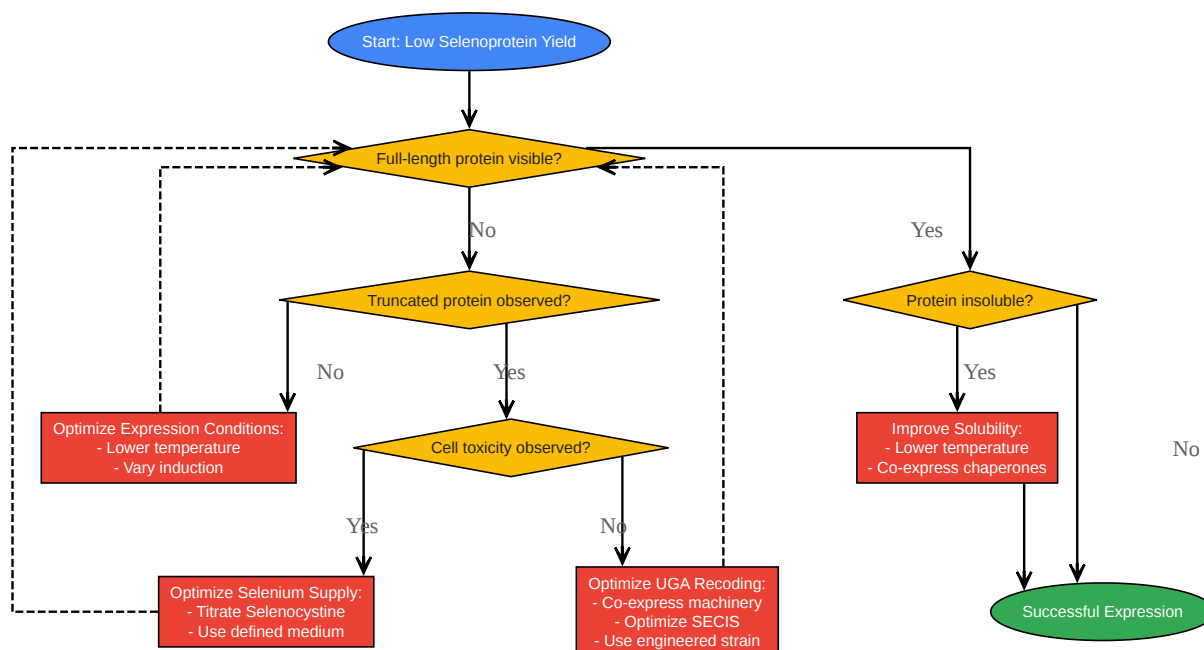 Start: Low Selenoprotein Yield
Full-length protein visible?
No
Yes
Truncated protein observed?
Protein insoluble?
No
Yes
Yes
Optimize Expression Conditions:
- Lower temperature
- Vary induction
Cell toxicity observed?
Improve Solubility:
- Lower temperature
- Co-express chaperones
No
Yes
No
Optimize Selenium Supply:
- Titrate Selenocystine
- Use defined medium
Optimize UGA Recoding:
- Co-express machinery
- Optimize SECIS
- Use engineered strain
Successful Expression